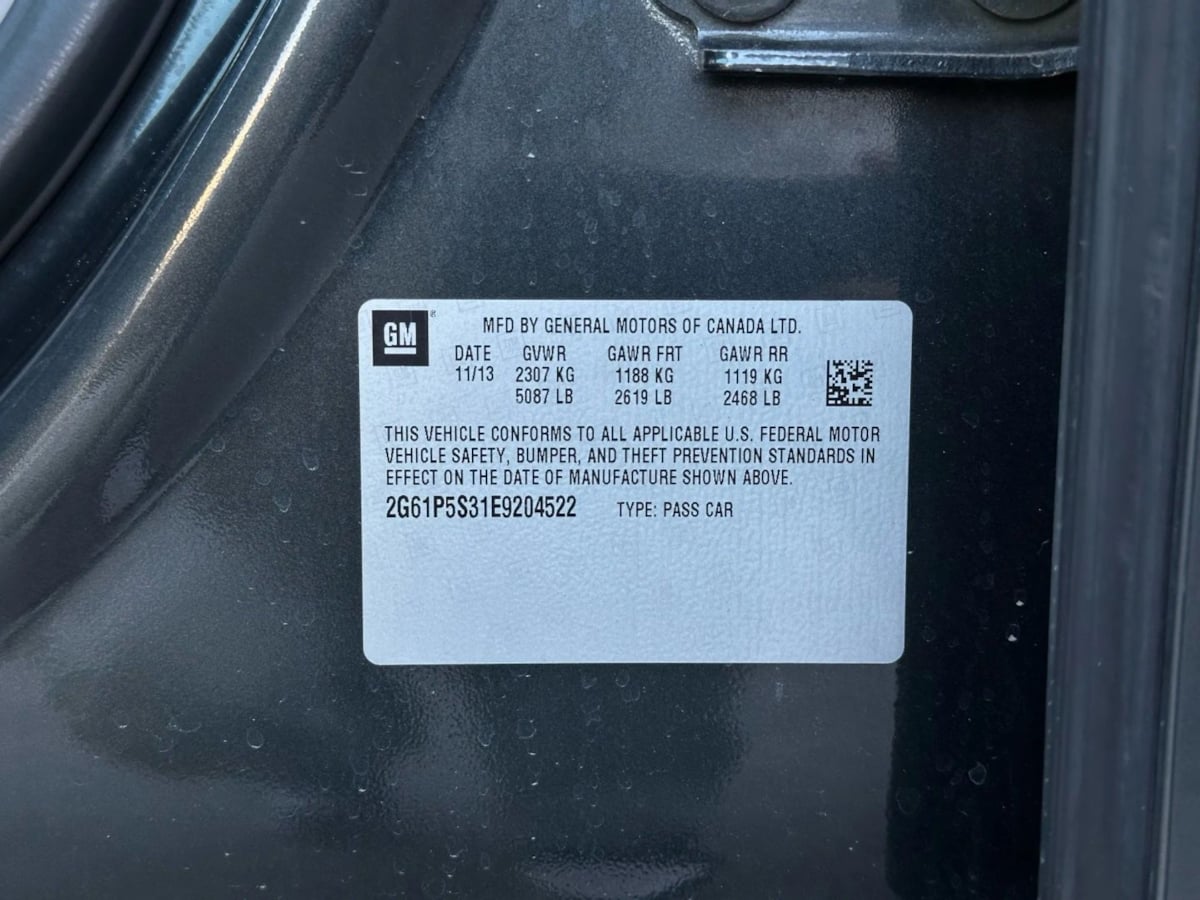 GM®
MFD BY GENERAL MOTORS OF CANADA LTD.
DATE GVWR GAWR FRT GAWR RR
11/13 2307 KG 1188 KG 1119 KG
5087 LB 2619 LB 2468 LB
THIS VEHICLE CONFORMS TO ALL APPLICABLE U.S. FEDERAL MOTOR
VEHICLE SAFETY, BUMPER, AND THEFT PREVENTION STANDARDS IN
EFFECT ON THE DATE OF MANUFACTURE SHOWN ABOVE.
2G61P5S31E9204522 TYPE: PASS CAR